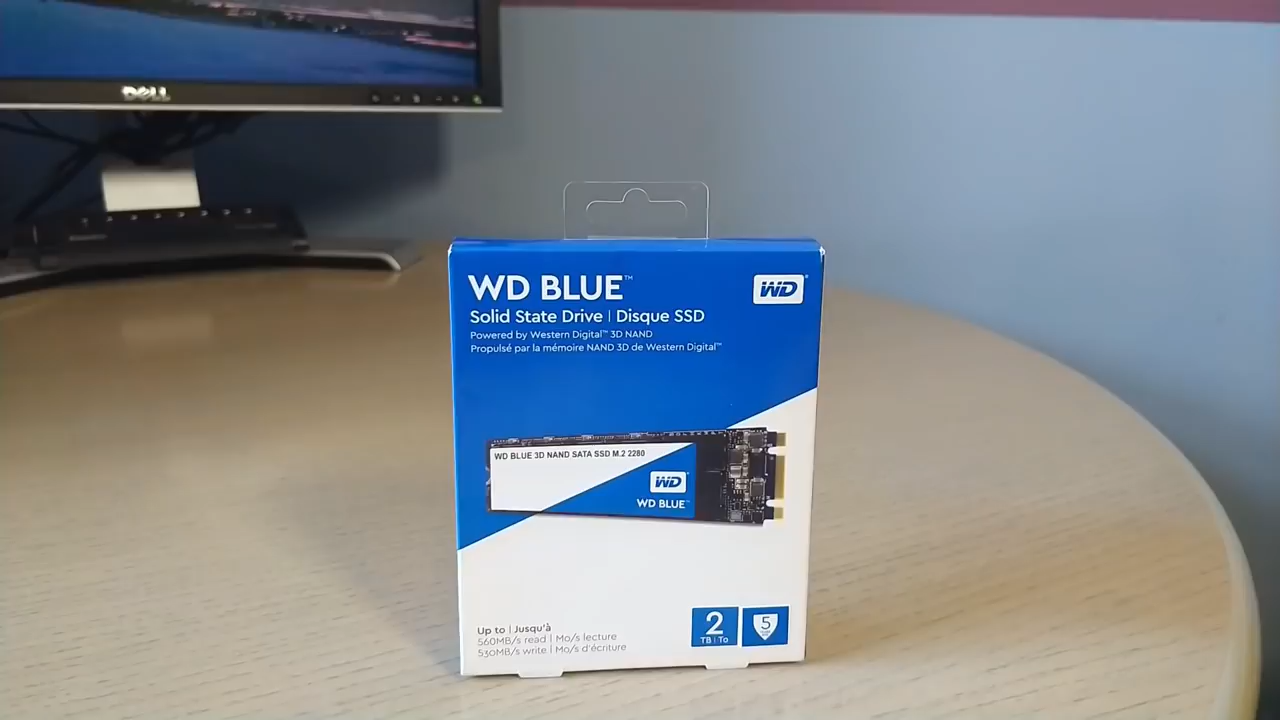 DELL
WD BLUE™
WD
Solid State Drive | Disque SSD
Powered by Western Digital™ 3D NAND
Propulsé par la mémoire NAND 3D de Western Digital™
WD BLUE 3D NAND SATA SSD M.2 2280
WD
WD BLUE™
Up to | Jusqu'à
560MB/s read | Mo/s lecture
530MB/s write | Mo/s d'écriture
2
TB | To
5